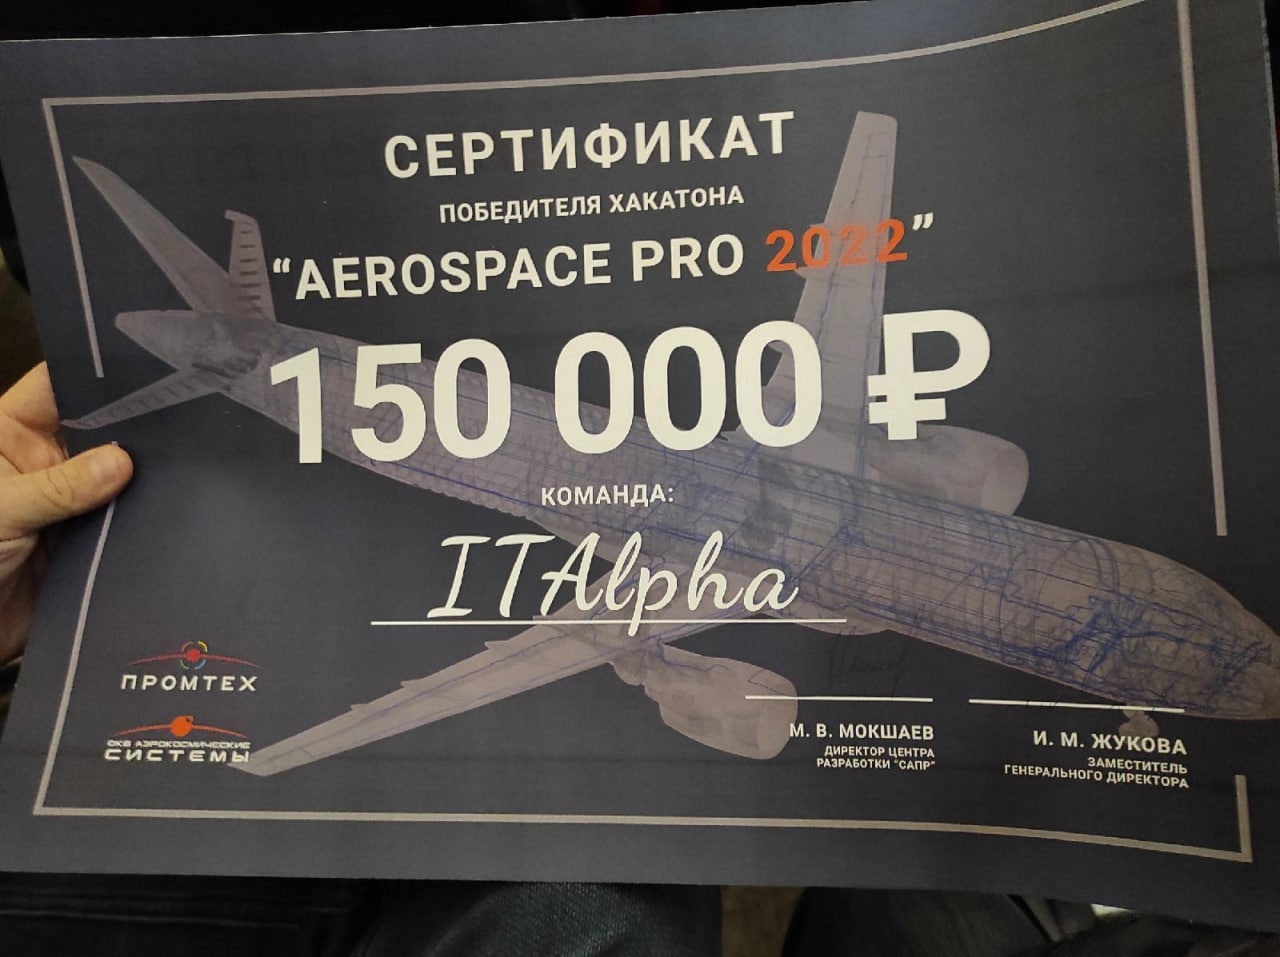 СЕРТИФИКАТ
ПОБЕДИТЕЛЯ ХАКАТОНА
“AEROSPACE PRO 2022”
150 000 ₽
КОМАНДА:
ITAlpha
ПРОМТЕХ
ОКБ АЭРОКОСМИЧЕСКИЕ
СИСТЕМЫ
М. В. МОКШАЕВ
ДИРЕКТОР ЦЕНТРА
РАЗРАБОТКИ "САПР"
И. М. ЖУКОВА
ЗАМЕСТИТЕЛЬ
ГЕНЕРАЛЬНОГО ДИРЕКТОРА